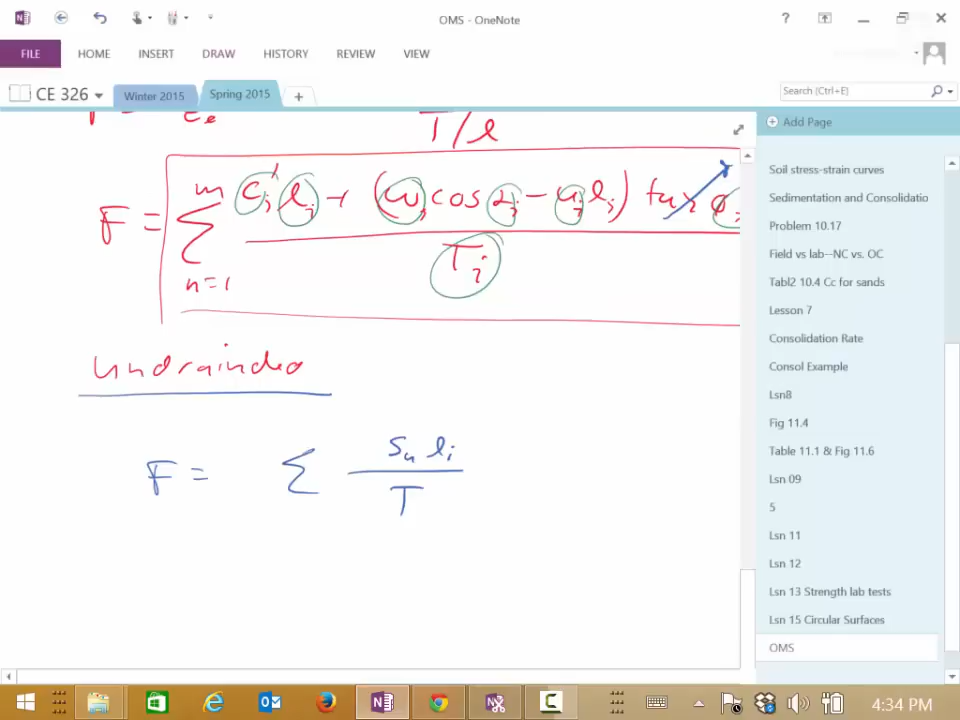 OMS - OneNote
?
FILE HOME INSERT DRAW HISTORY REVIEW VIEW
CE 326 Winter 2015 Spring 2015 +
Search (Ctrl+E)
Add Page
T/l
F = Σ
m
n=1
c'i li + (ωi cos αi - ui li) tan φi
Ti
undrainded
F = Σ
su li
T
Soil stress-strain curves
Sedimentation and Consolidatio
Problem 10.17
Field vs lab--NC vs. OC
Tabl2 10.4 Cc for sands
Lesson 7
Consolidation Rate
Consol Example
Lsn8
Fig 11.4
Table 11.1 & Fig 11.6
Lsn 09
5
Lsn 11
Lsn 12
Lsn 13 Strength lab tests
Lsn 15 Circular Surfaces
OMS
4:34 PM